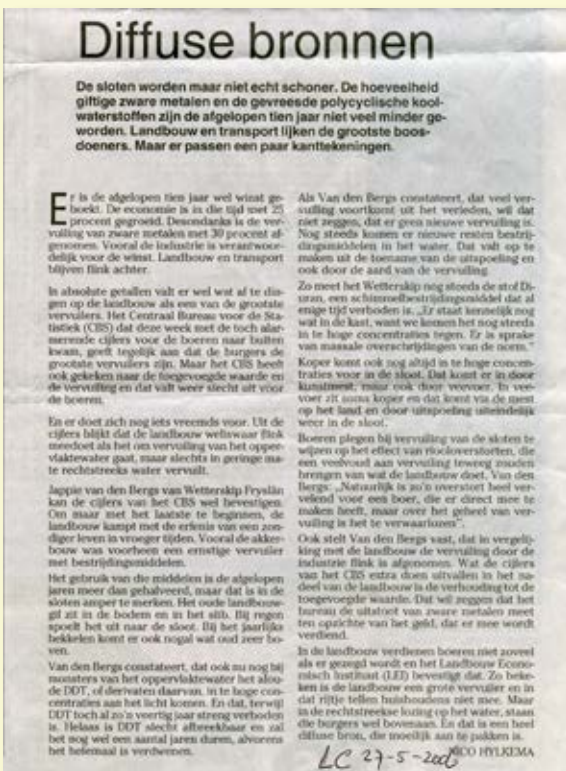 Diffuse bronnen
De sloten worden maar niet echt schoner. De hoeveelheid
giftige zware metalen en de gevreesde polycyclische kool-
waterstoffen zijn de afgelopen tien jaar niet veel minder ge-
worden. Landbouw en transport lijken de grootste boos-
doeners. Maar er passen een paar kanttekeningen.
Er is de afgelopen tien jaar wel winst ge-
boekt. De economie is in die tijd met 25
procent gegroeid. Desondanks is de ver-
vuiling van zware metalen met 30 procent af-
genomen. Vooral de industrie is verantwoor-
delijk voor de winst. Landbouw en transport
blijven flink achter.
In absolute getallen valt er wel wat af te din-
gen op de landbouw als een van de grootste
vervuilers. Het Centraal Bureau voor de Sta-
tistiek (CBS) dat deze week met de toch alar-
merende cijfers voor de boeren naar buiten
kwam, geeft tegelijk aan dat de burgers de
grootste vervuilers zijn. Maar het CBS heeft
ook gekeken naar de toegevoegde waarde en
de vervuiling en dat valt weer slecht uit voor
de boeren.
En er doet zich nog iets vreemds voor. Uit de
cijfers blijkt dat de landbouw weliswaar flink
meedoet als het om vervuiling van het opper-
vlaktewater gaat, maar slechts in geringe ma-
te rechtstreeks water vervuilt.
Jappie van den Bergs van Wetterskip Fryslân
kan de cijfers van het CBS wel bevestigen.
Om maar met het laatste te beginnen, de
landbouw kampt met de erfenis van een zon-
diger leven in vroeger tijden. Vooral de akker-
bouw was voorheen een ernstige vervuiler
met bestrijdingsmiddelen.
Het gebruik van die middelen is de afgelopen
jaren meer dan gehalveerd, maar dat is in de
sloten amper te merken. Het oude landbouw-
gif zit in de bodem en in het slib. Bij regen
spoelt het uit naar de sloot. Bij het jaarlijks
hekkelen komt er ook nogal wat oud zeer bo-
ven.
Van den Bergs constateert, dat ook nu nog bij
monsters van het oppervlaktewater het alou-
de DDT, of derivaten daarvan, in te hoge con-
centraties aan het licht komen. En dat, terwijl
DDT toch al zo'n veertig jaar streng verboden
is. Helaas is DDT slecht afbreekbaar en zal
het nog wel een aantal jaren duren, alvorens
het helemaal is verdwenen.
Als Van den Bergs constateert, dat veel ver-
vuiling voortkomt uit het verleden, wil dat
niet zeggen, dat er geen nieuwe vervuiling is.
Nog steeds komen er nieuwe resten bestrij-
dingsmiddelen in het water. Dat valt op te
maken uit de toename van de uitspoeling en
ook door de aard van de vervuiling.
Zo meet het Wetterskip nog steeds de stof Di-
uran, een schimmelbestrijdingsmiddel dat al
enige tijd verboden is. „Er staat kennelijk nog
wat in de kast, want we komen het nog steeds
in te hoge concentraties tegen. Er is sprake
van massale overschrijdingen van de norm.”
Koper komt ook nog altijd in te hoge concen-
traties voor in de sloot. Dat komt er in door
kunstmest, maar ook door veevoer. In vee-
voer zit soms koper en dat komt via de mest
op het land en door uitspoeling uiteindelijk
weer in de sloot.
Boeren plegen bij vervuiling van de sloten te
wijzen op het effect van riooloverstorten, die
een veelvoud aan vervuiling teweeg zouden
brengen van wat de landbouw doet. Van den
Bergs: „Natuurlijk is zo'n overstort heel ver-
velend voor een boer, die er direct mee te
maken heeft, maar over het geheel van ver-
vuiling is het te verwaarlozen”.
Ook stelt Van den Bergs vast, dat in vergelij-
king met de landbouw de vervuiling door de
industrie flink is afgenomen. Wat de cijfers
van het CBS extra doen uitvallen in het na-
deel van de landbouw is de verhouding tot de
toegevoegde waarde. Dat wil zeggen dat het
bureau de uitstoot van zware metalen meet
ten opzichte van het geld, dat er mee wordt
verdiend.
In de landbouw verdienen boeren niet zoveel
als er gezegd wordt en het Landbouw Econo-
misch Instituut (LEI) bevestigt dat. Zo beke-
ken is de landbouw een grote vervuiler en in
dat rijtje tellen huishoudens niet mee. Maar
in de rechtstreekse lozing op het water, staan
die burgers wel bovenaan. En dat is een heel
diffuse bron, die moeilijk aan te pakken is.
NICO HYLKEMA
LC 27-5-2006